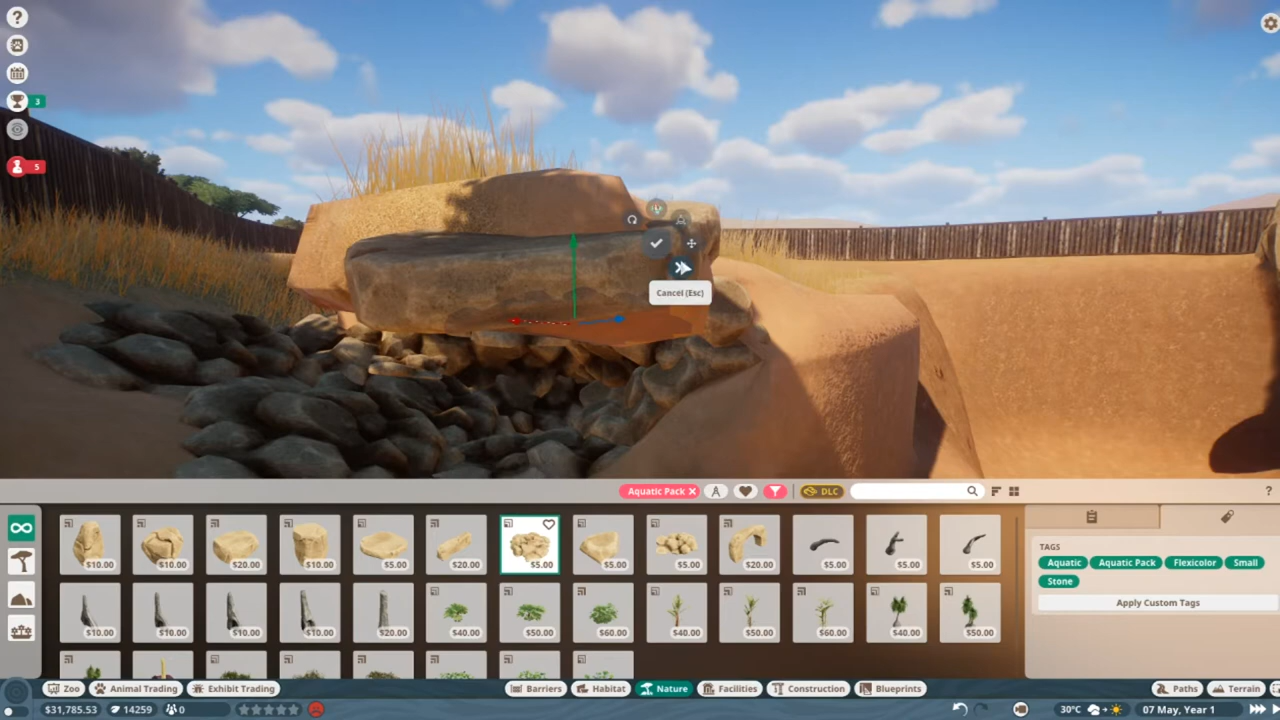 ?
3
5
Cancel (Esc)
Aquatic Pack ×
DLC
?
$10.00 $10.00 $20.00 $10.00 $5.00 $20.00 $5.00 $5.00 $5.00 $20.00 $5.00 $5.00 $5.00
$10.00 $10.00 $10.00 $10.00 $20.00 $40.00 $50.00 $60.00 $40.00 $50.00 $60.00 $40.00 $50.00
TAGS
Aquatic Aquatic Pack Flexicolor Small
Stone
Apply Custom Tags
Zoo Animal Trading Exhibit Trading Barriers Habitat Nature Facilities Construction Blueprints Paths Terrain
$31,785.53 14259 0 30°C 07 May, Year 1